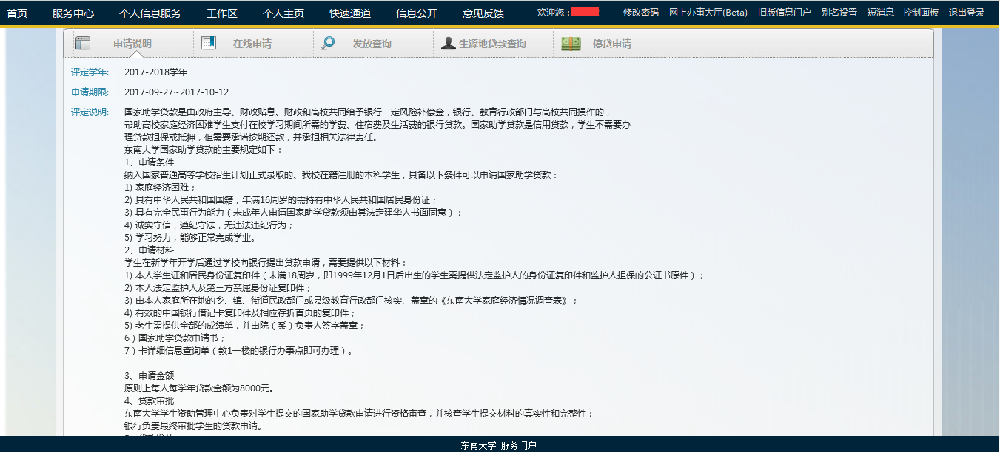 首页 服务中心 个人信息服务 工作区 个人主页 快速通道 信息公开 意见反馈 欢迎您： 修改密码 网上办事大厅(Beta) 旧版信息门户 别名设置 短消息 控制面板 退出登录
申请说明 在线申请 发放查询 生源地贷款查询 停贷申请
评定学年: 2017-2018学年
申请期限: 2017-09-27~2017-10-12
评定说明: 国家助学贷款是由政府主导、财政贴息、财政和高校共同给予银行一定风险补偿金，银行、教育行政部门与高校共同操作的，
帮助高校家庭经济困难学生支付在校学习期间所需的学费、住宿费及生活费的银行贷款。国家助学贷款是信用贷款，学生不需要办
理贷款担保或抵押，但需要承诺按期还款，并承担相关法律责任。
东南大学国家助学贷款的主要规定如下：
1、申请条件
纳入国家普通高等学校招生计划正式录取的、我校在籍注册的本科学生，具备以下条件可以申请国家助学贷款：
1) 家庭经济困难；
2) 具有中华人民共和国国籍，年满16周岁的需持有中华人民共和国居民身份证；
3) 具有完全民事行为能力（未成年人申请国家助学贷款须由其法定建华人书面同意）；
4) 诚实守信，遵纪守法，无违法违纪行为；
5) 学习努力，能够正常完成学业。
2、申请材料
学生在新学年开学后通过学校向银行提出贷款申请，需要提供以下材料：
1) 本人学生证和居民身份证复印件（未满18周岁，即1999年12月1日后出生的学生需提供法定监护人的身份证复印件和监护人担保的公证书原件）；
2) 本人法定监护人及第三方亲属身份证复印件；
3) 由本人家庭所在地的乡、镇、街道民政部门或县级教育行政部门核实、盖章的《东南大学家庭经济情况调查表》；
4) 有效的中国银行借记卡复印件及相应存折首页的复印件；
5) 老生需提供全部的成绩单，并由院（系）负责人签字盖章；
6）国家助学贷款申请书；
7）卡详细信息查询单（教1一楼的银行办事点即可办理）。
3、申请金额
原则上每人每学年贷款金额为8000元。
4、贷款审批
东南大学学生资助管理中心负责对学生提交的国家助学贷款申请进行资格审查，并核查学生提交材料的真实性和完整性；
银行负责最终审批学生的贷款申请。
东南大学 服务门户